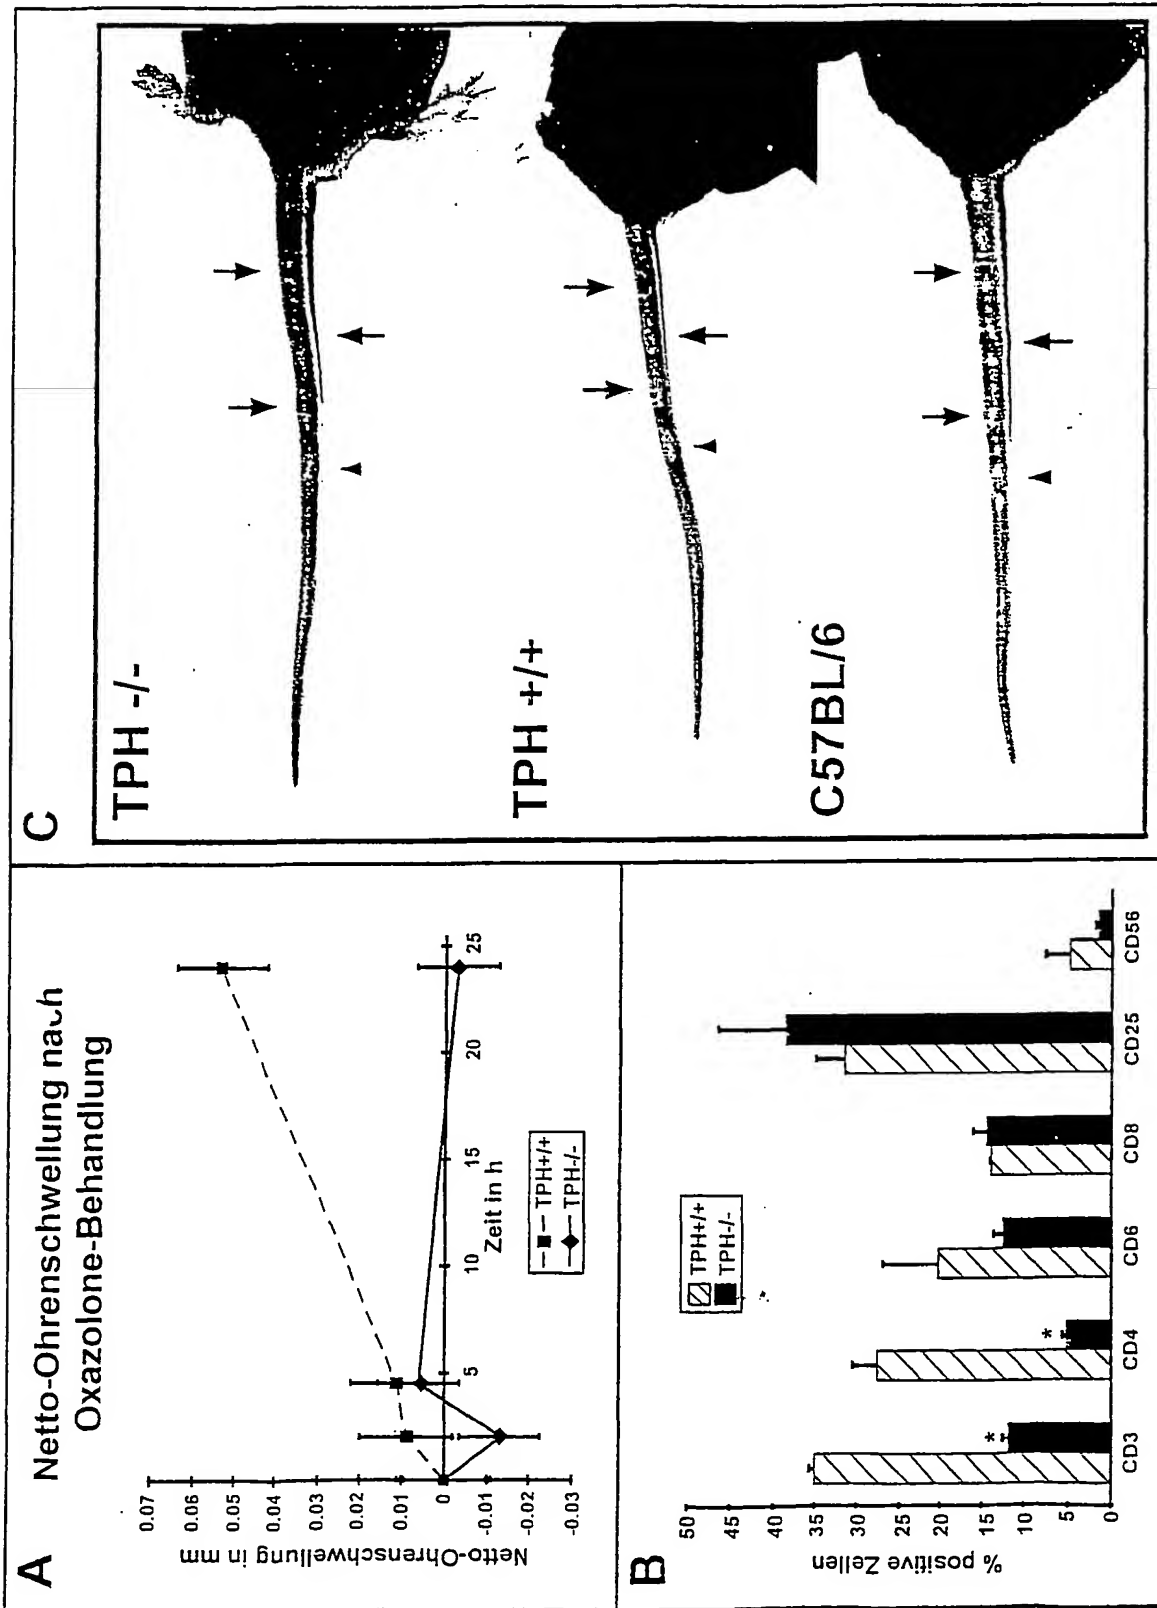 A
Netto-Ohrenschwellung nach
Oxazolone-Behandlung
Netto-Ohrenschwellung in mm
0.07
0.06
0.05
0.04
0.03
0.02
0.01
0
-0.01
-0.02
-0.03
5
10
15
20
25
Zeit in h
TPH+/+
TPH-/-
B
% positive Zellen
50
45
40
35
30
25
20
15
10
5
0
TPH+/+
TPH-/-
*
*
CD3
CD4
CD6
CD8
CD25
CD56
C
TPH -/-
TPH +/+
C57BL/6